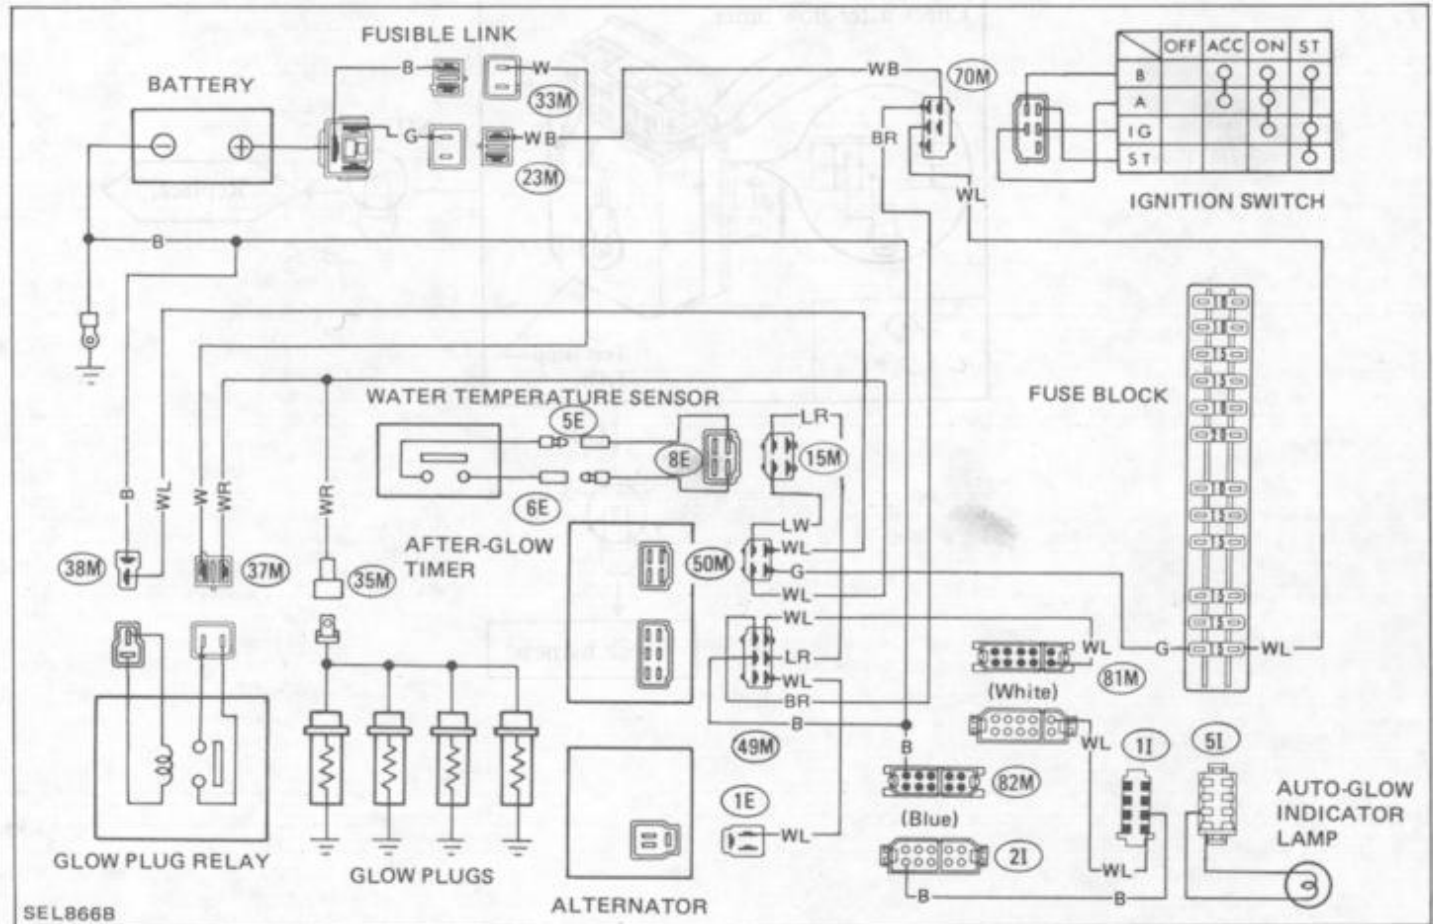 FUSIBLE LINK
BATTERY
B
W
33M
G
WB
23M
WB
70M
BR
WL
OFF ACC ON ST
B
A
IG
ST
IGNITION SWITCH
B
FUSE BLOCK
WATER TEMPERATURE SENSOR
5E
8E
6E
LR
15M
B
WL
W
WR
WR
38M
37M
35M
AFTER-GLOW
TIMER
50M
LW
WL
G
WL
WL
LR
WL
BR
B
49M
G
WL
WL
81M
(White)
WL
B
82M
(Blue)
2I
1I
5I
AUTO-GLOW
INDICATOR
LAMP
1E
WL
WL
B
B
GLOW PLUG RELAY
GLOW PLUGS
ALTERNATOR
SEL866B